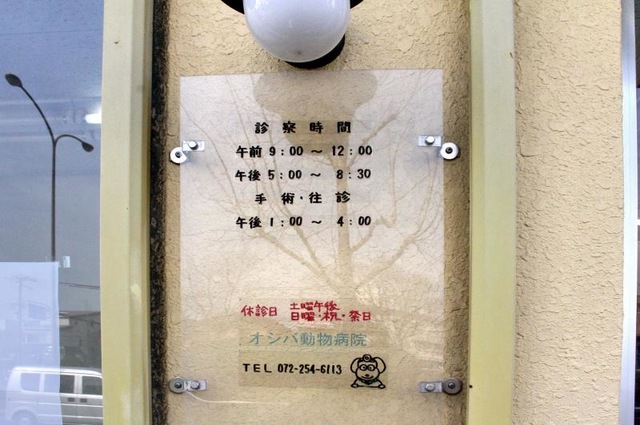 診察時間
午前 9：00 ～ 12：00
午後 5：00 ～ 8：30
手術・往診
午後 1：00 ～ 4：00
休診日 土曜午後
日曜・祝・祭日
オシバ動物病院
TEL 072-254-6113